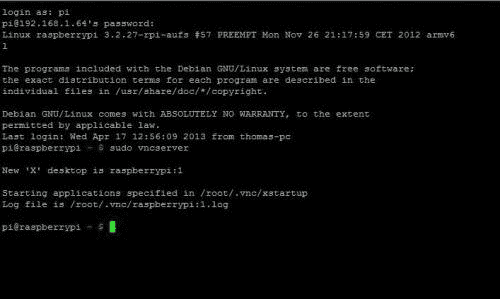 login as: pi
pi@192.168.1.64's password:
Linux raspberrypi 3.2.27-rpi-aufs #57 PREEMPT Mon Nov 26 21:17:59 CET 2012 armv6
l
The programs included with the Debian GNU/Linux system are free software;
the exact distribution terms for each program are described in the
individual files in /usr/share/doc/*/copyright.
Debian GNU/Linux comes with ABSOLUTELY NO WARRANTY, to the extent
permitted by applicable law.
Last login: Wed Apr 17 12:56:09 2013 from thomas-pc
pi@raspberrypi ~ $ sudo vncserver
New 'X' desktop is raspberrypi:1
Starting applications specified in /root/.vnc/xstartup
Log file is /root/.vnc/raspberrypi:1.log
pi@raspberrypi ~ $